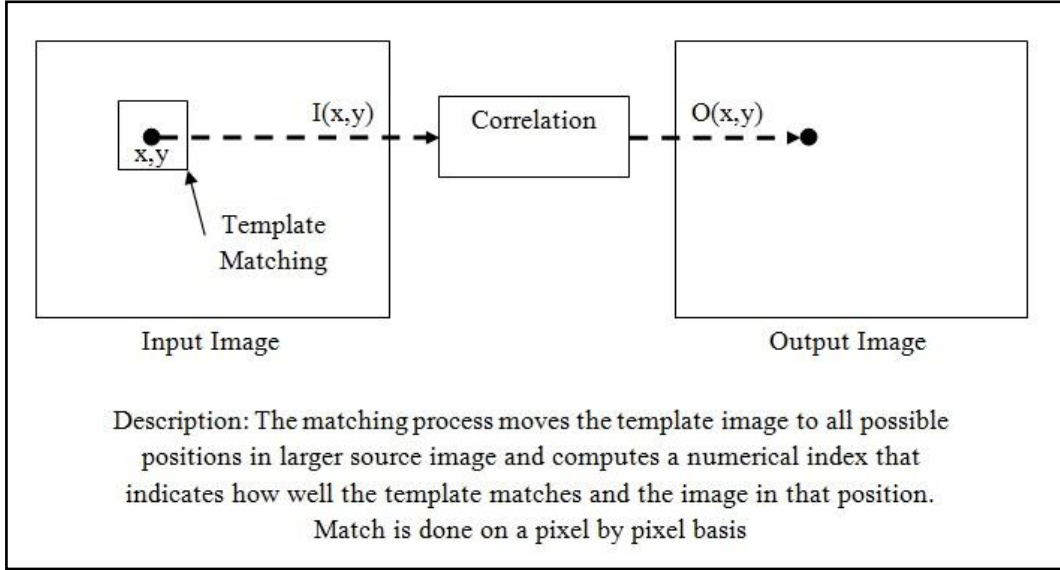 I(x,y)
Correlation
O(x,y)
x,y
Template
Matching
Input Image
Output Image
Description: The matching process moves the template image to all possible
positions in larger source image and computes a numerical index that
indicates how well the template matches and the image in that position.
Match is done on a pixel by pixel basis